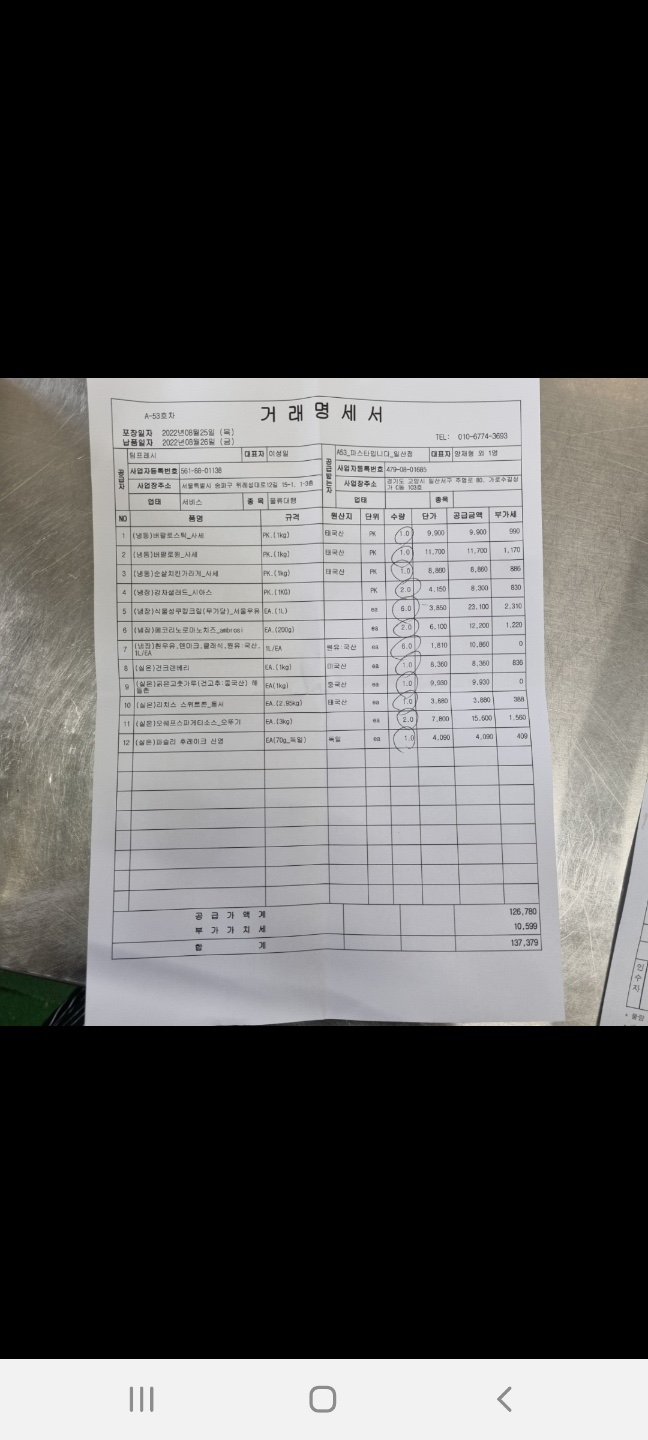 A-53호차
거래명세서
포장일자 2022년08월25일 (목)
납품일자 2022년08월26일 (금)
TEL: 010-6774-3693
공급자
팀프레시 대표자 이성일
사업자등록번호 561-86-01138
사업장주소 서울특별시 송파구 위례성대로12길 15-1, 1-3층
업태 서비스 종목 물류대행
공급받는자
A53_파스타입니다_일산점 대표자 외 1명
사업자등록번호 479-08-01685
사업장주소 경기도 고양시 일산서구 주엽로 80, 가로수길상가 C동 103호
업태 종목
NO 품명 규격 원산지 단위 수량 단가 공급금액 부가세
1 (냉동)버팔로스틱_사세 PK.(1kg) 태국산 PK 1.0 9,900 9,900 990
2 (냉동)버팔로윙_사세 PK.(1kg) 태국산 PK 1.0 11,700 11,700 1,170
3 (냉동)순살치킨가라게_사세 PK.(1kg) 태국산 PK 1.0 8,860 8,860 886
4 (냉장)감자샐러드_시아스 PK.(1KG) PK 2.0 4,150 8,300 830
5 (냉장)식물성쿠킹크림(무가당)_서울우유 EA.(1L) ea 6.0 3,850 23,100 2,310
6 (냉장)페코리노로마노치즈_ambrosi EA.(200g) ea 2.0 6,100 12,200 1,220
7 (냉장)흰우유,덴마크,클래식,원유:국산, 1L/EA 1L/EA 원유:국산 ea 6.0 1,810 10,860 0
8 (실온)건크랜베리 EA.(1kg) 미국산 ea 1.0 8,360 8,360 836
9 (실온)굵은고춧가루(건고추:중국산) EA(1kg) 중국산 ea 1.0 9,930 9,930 0
10 (실온)리치스 스위트콘_동서 EA.(2.95kg) 태국산 ea 1.0 3,880 3,880 388
11 (실온)오쉐프스파게티소스_오뚜기 EA.(3kg) ea 2.0 7,800 15,600 1,560
12 (실온)파슬리 후레이크 신영 EA(70g_독일) 독일 ea 1.0 4,090 4,090 409
공급가액계 126,780
부가가치세 10,599
합계 137,379
인수자